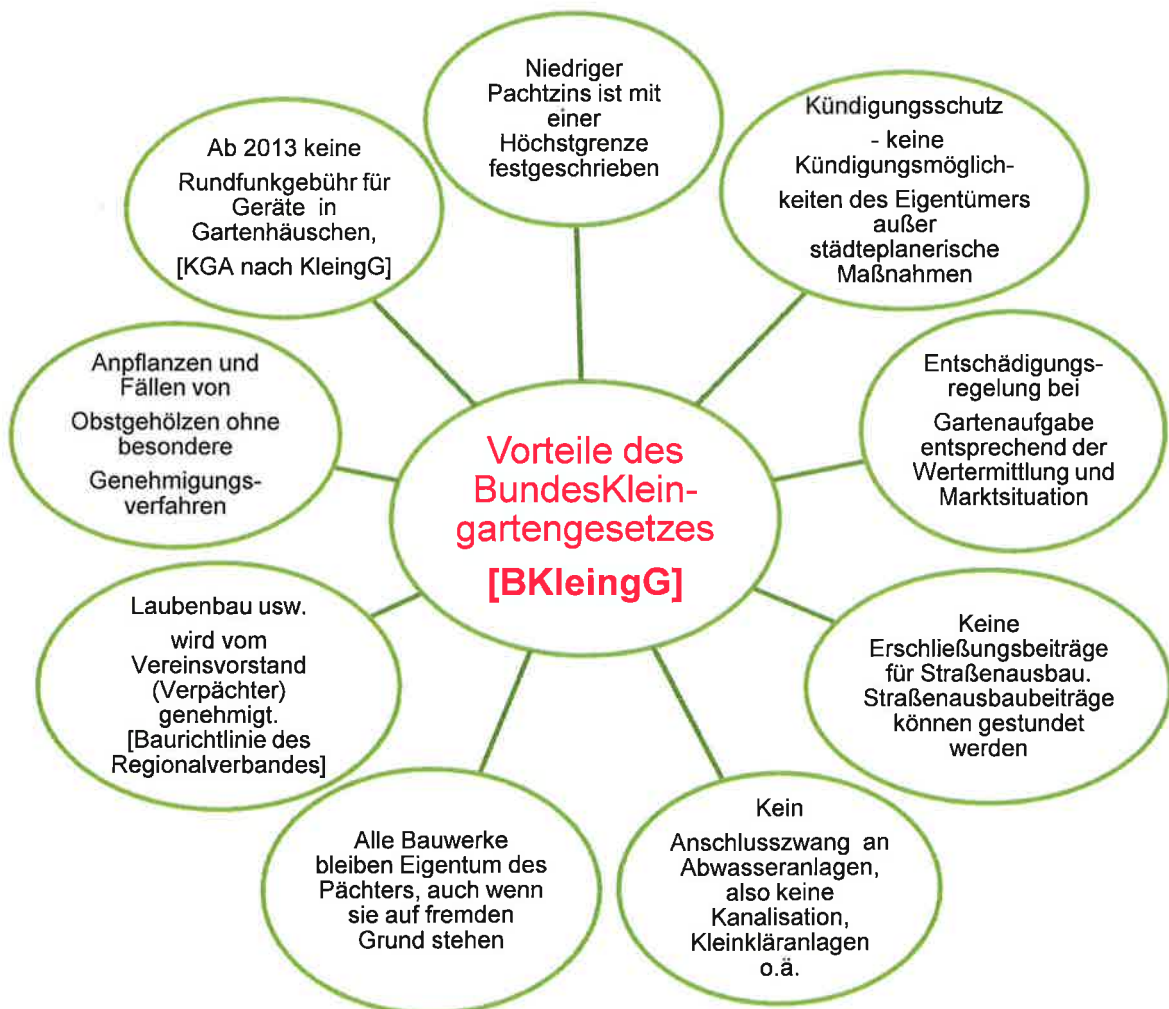 Vorteile des
BundesKlein-
gartengesetzes
[BKleingG]
Niedriger
Pachtzins ist mit
einer
Höchstgrenze
festgeschrieben
Kündigungsschutz
- keine
Kündigungsmöglich-
keiten des Eigentümers
außer
städteplanerische
Maßnahmen
Entschädigungs-
regelung bei
Gartenaufgabe
entsprechend der
Wertermittlung und
Marktsituation
Keine
Erschließungsbeiträge
für Straßenausbau.
Straßenausbaubeiträge
können gestundet
werden
Kein
Anschlusszwang an
Abwasseranlagen,
also keine
Kanalisation,
Kleinkläranlagen
o.ä.
Alle Bauwerke
bleiben Eigentum des
Pächters, auch wenn
sie auf fremden
Grund stehen
Laubenbau usw.
wird vom
Vereinsvorstand
(Verpächter)
genehmigt.
[Baurichtlinie des
Regionalverbandes]
Anpflanzen und
Fällen von
Obstgehölzen ohne
besondere
Genehmigungs-
verfahren
Ab 2013 keine
Rundfunkgebühr für
Geräte in
Gartenhäuschen,
[KGA nach KleingG]